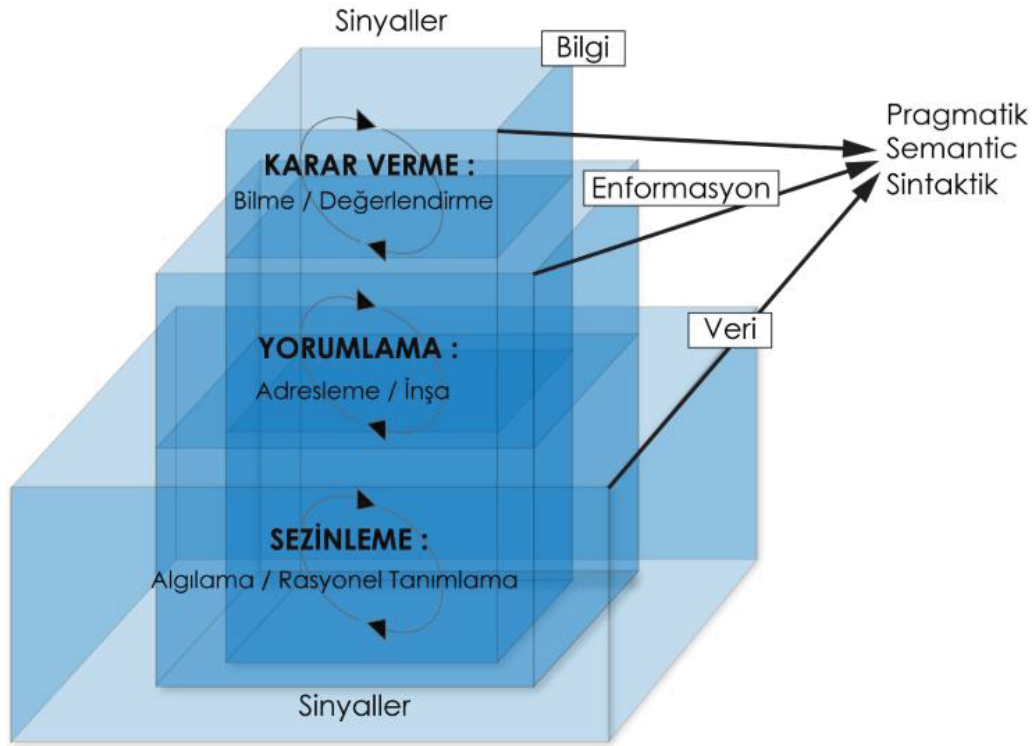 Sinyaller
Bilgi
Pragmatik
Semantic
Sintaktik
KARAR VERME :
Bilme / Değerlendirme
Enformasyon
Veri
YORUMLAMA :
Adresleme / İnşa
SEZİNLEME :
Algılama / Rasyonel Tanımlama
Sinyaller